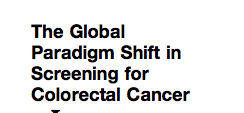 The Global
Paradigm Shift in
Screening for
Colorectal Cancer